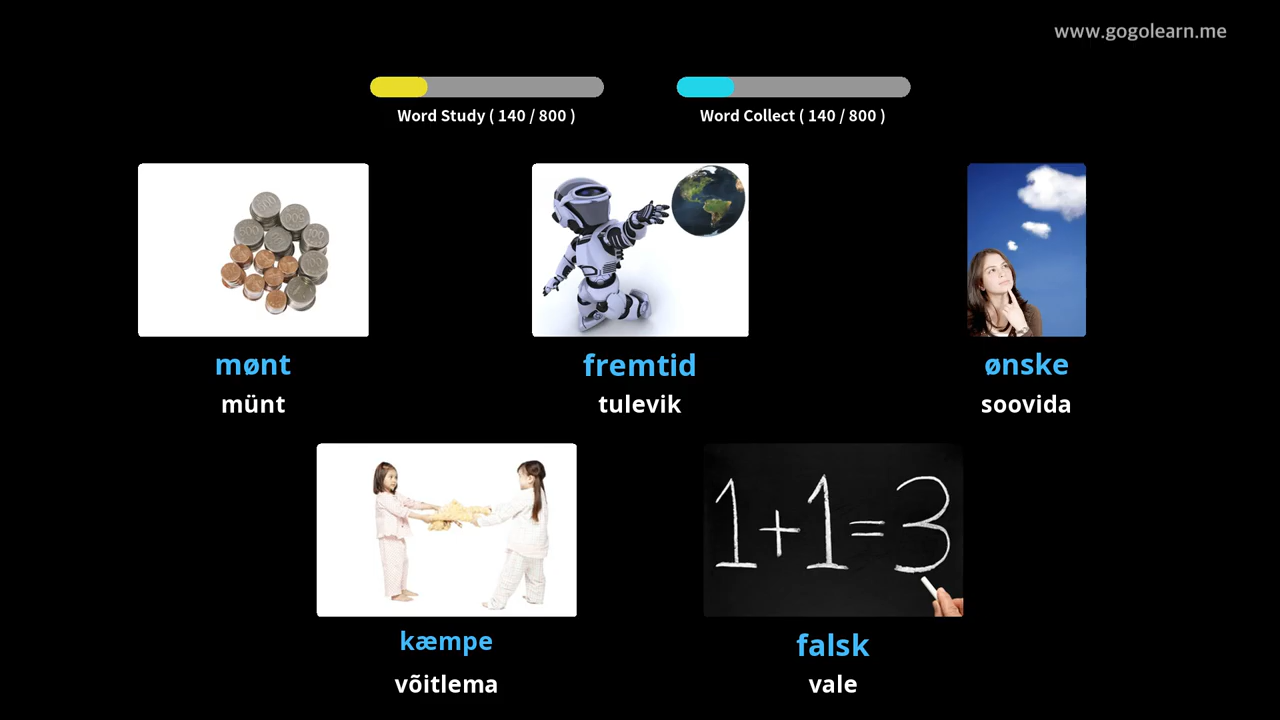 www.gogolearn.me
Word Study ( 140 / 800 )
Word Collect ( 140 / 800 )
mønt
münt
fremtid
tulevik
ønske
soovida
kæmpe
võitlema
1+1=3
falsk
vale